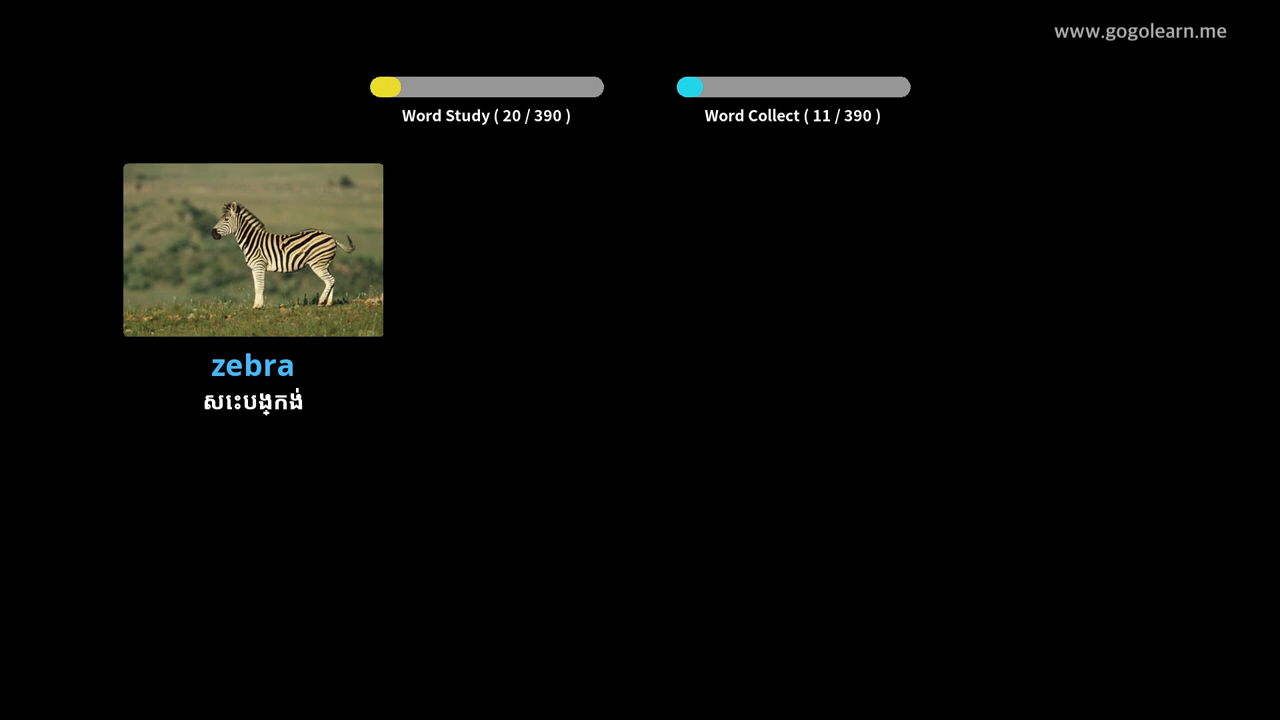 www.gogolearn.me
Word Study ( 20 / 390 )
Word Collect ( 11 / 390 )
zebra
សេះបង្កង់